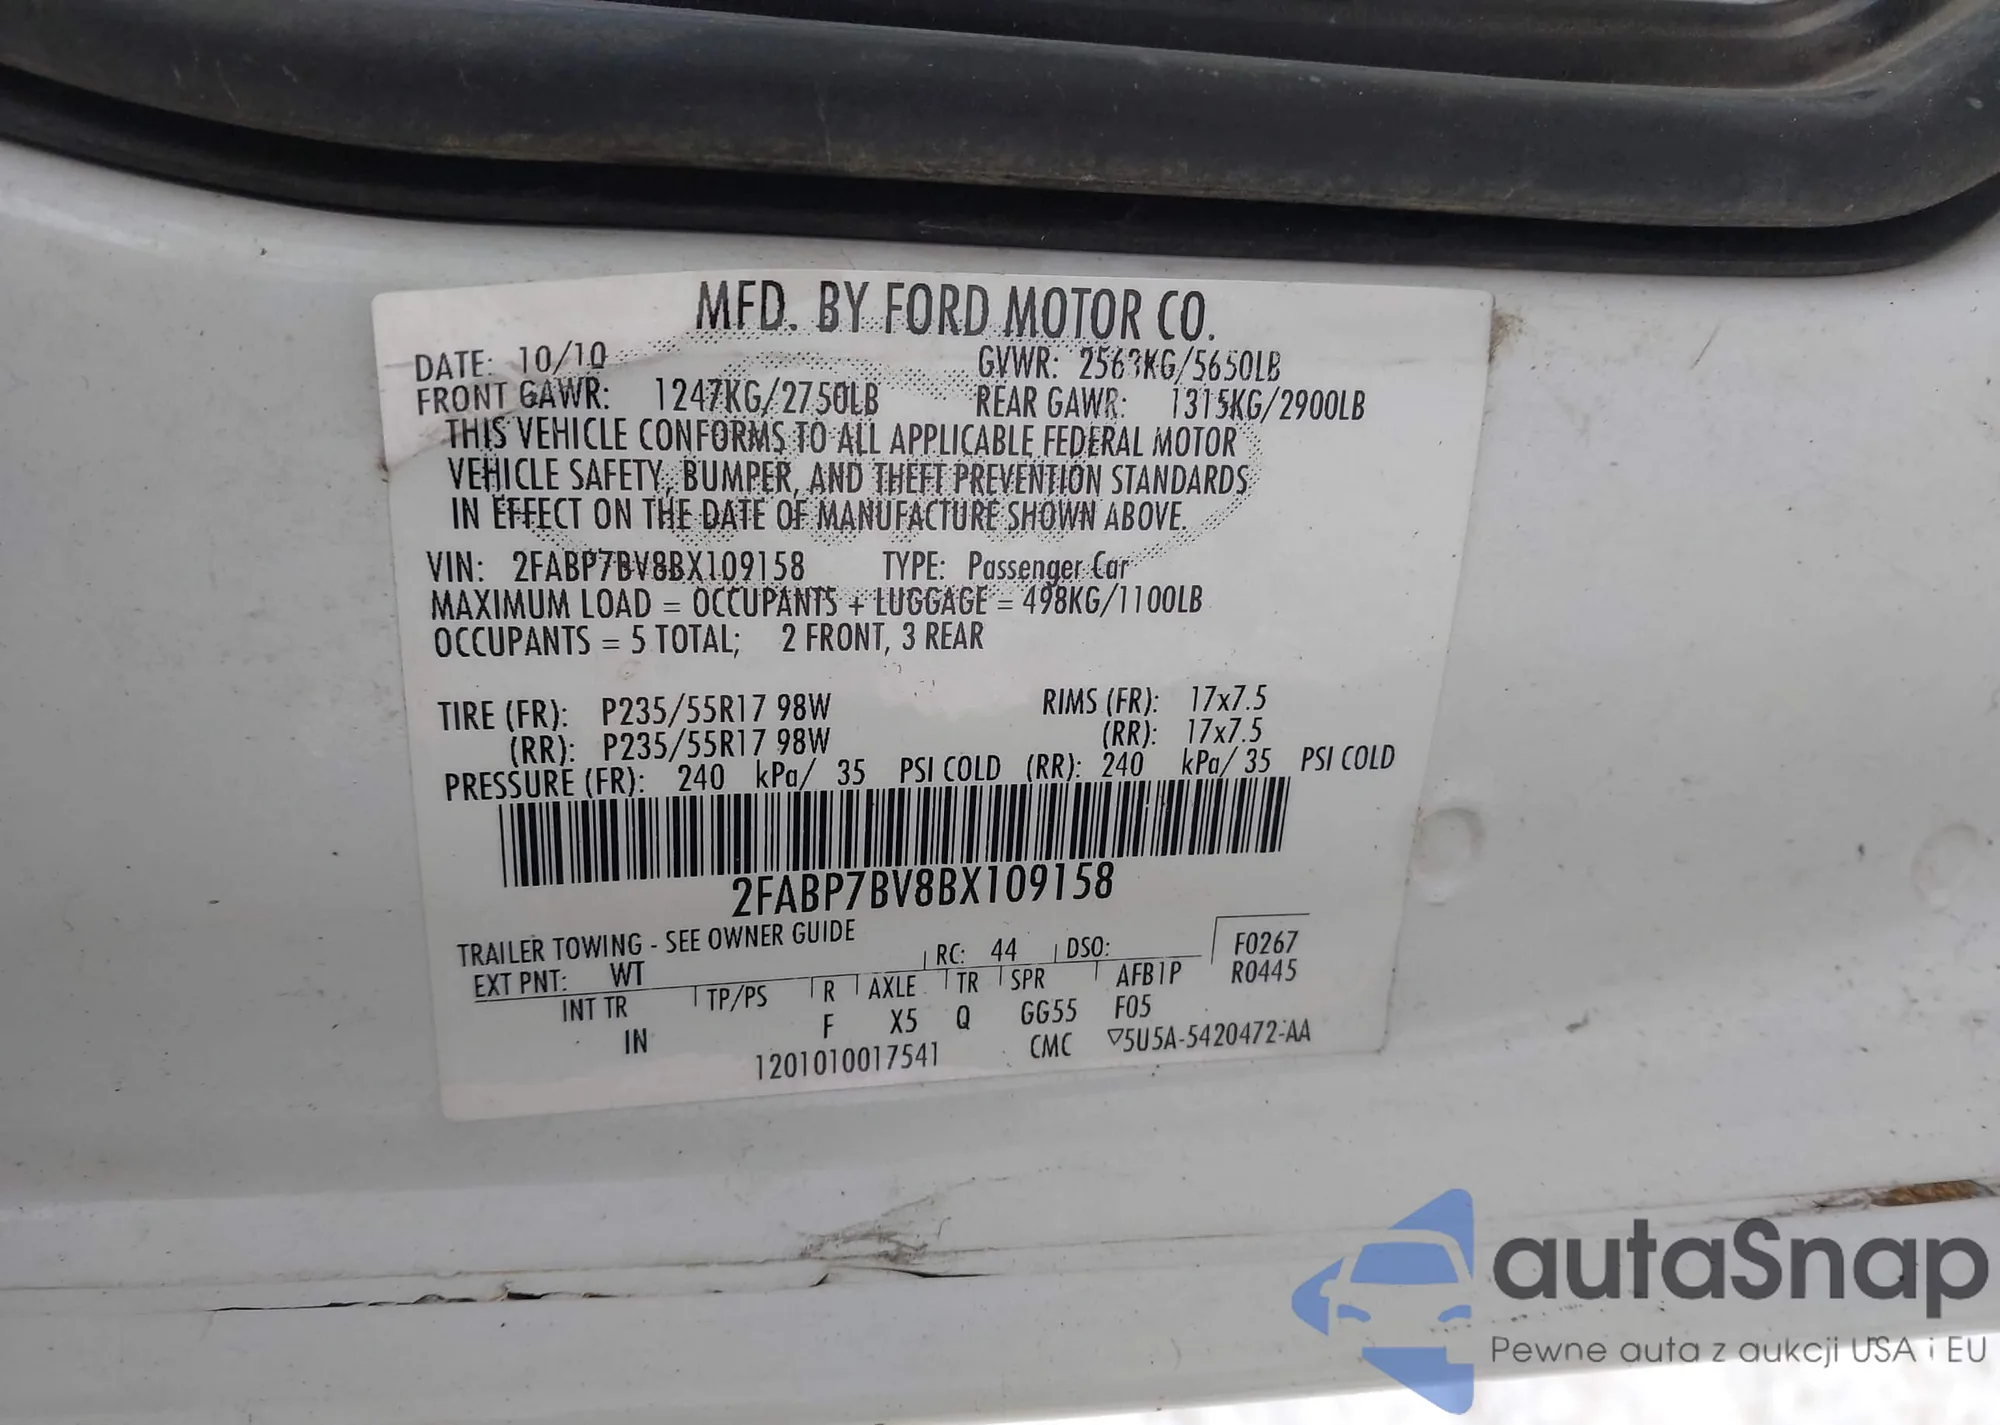 MFD. BY FORD MOTOR CO.
DATE: 10/10 GVWR: 2563KG/5650LB
FRONT GAWR: 1247KG/2750LB REAR GAWR: 1315KG/2900LB
THIS VEHICLE CONFORMS TO ALL APPLICABLE FEDERAL MOTOR
VEHICLE SAFETY, BUMPER, AND THEFT PREVENTION STANDARDS
IN EFFECT ON THE DATE OF MANUFACTURE SHOWN ABOVE.
VIN: 2FABP7BV8BX109158 TYPE: Passenger Car
MAXIMUM LOAD = OCCUPANTS + LUGGAGE = 498KG/1100LB
OCCUPANTS = 5 TOTAL; 2 FRONT, 3 REAR
TIRE (FR): P235/55R17 98W RIMS (FR): 17x7.5
(RR): P235/55R17 98W (RR): 17x7.5
PRESSURE (FR): 240 kPa/ 35 PSI COLD (RR): 240 kPa/ 35 PSI COLD
2FABP7BV8BX109158
TRAILER TOWING - SEE OWNER GUIDE
EXT PNT: WT RC: 44 DSO: F0267
INT TR TP/PS R AXLE TR SPR AFB1P R0445
IN F X5 Q GG55 F05
1201010017541 CMC ▽5U5A-5420472-AA
autaSnap
Pewne auta z aukcji USA i EU